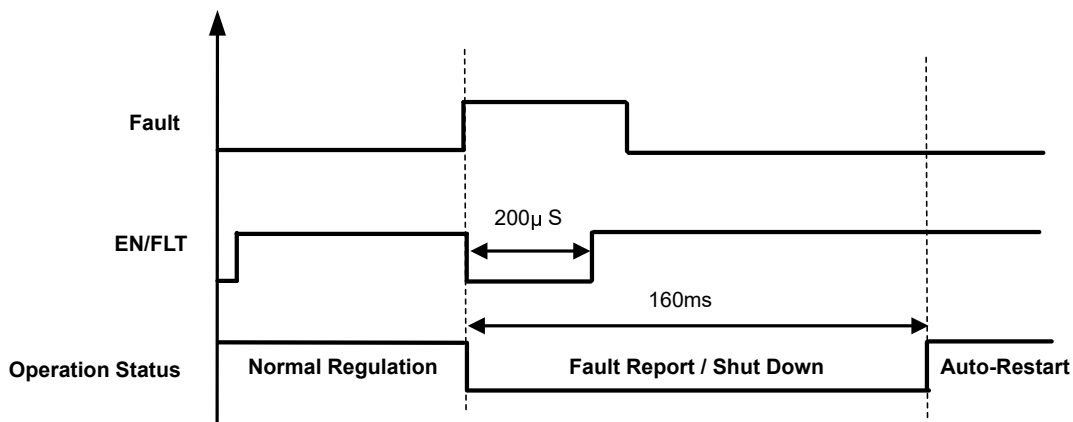 Fault
200μ S
EN/FLT
160ms
Operation Status
Normal Regulation
Fault Report / Shut Down
Auto-Restart